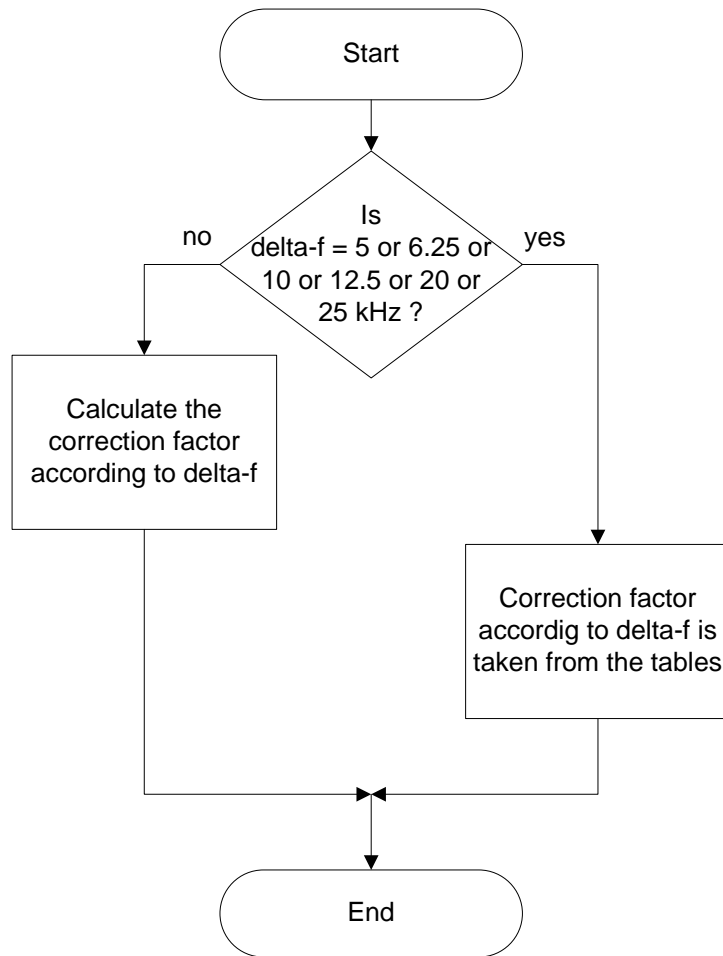 Start
Is
delta-f = 5 or 6.25 or
10 or 12.5 or 20 or
25 kHz ?
no
yes
Calculate the
correction factor
according to delta-f
Correction factor
accordig to delta-f is
taken from the tables
End